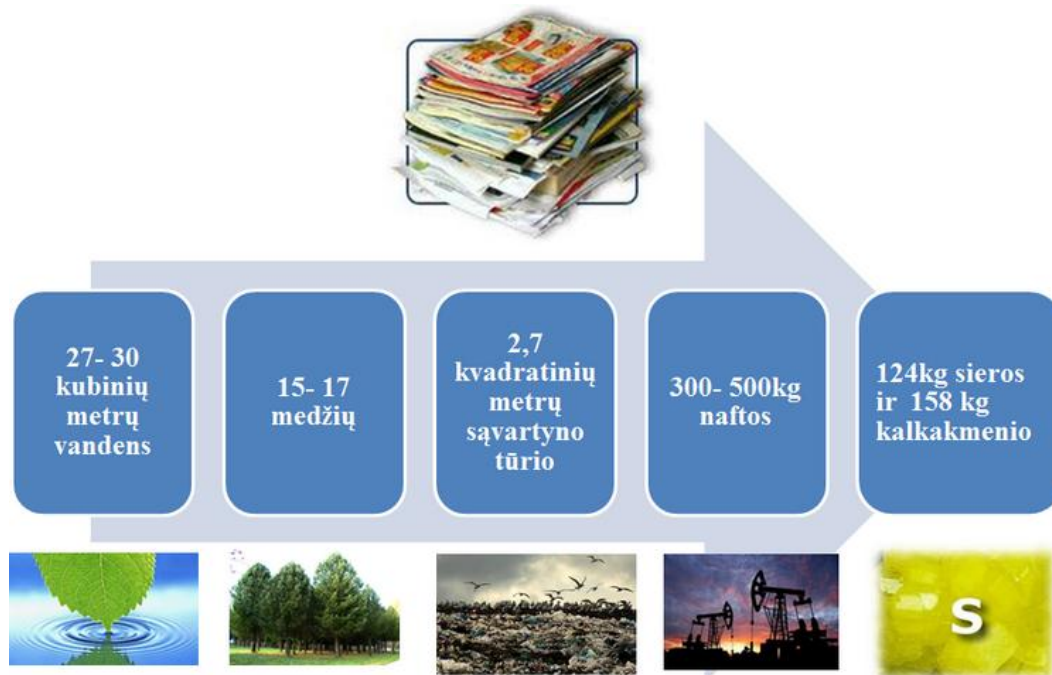 27- 30
kubinių
metrų
vandens
15- 17
medžių
2,7
kvadratinių
metrų
sąvartyno
tūrio
300- 500kg
naftos
124kg sieros
ir 158 kg
kalkakmenio
S